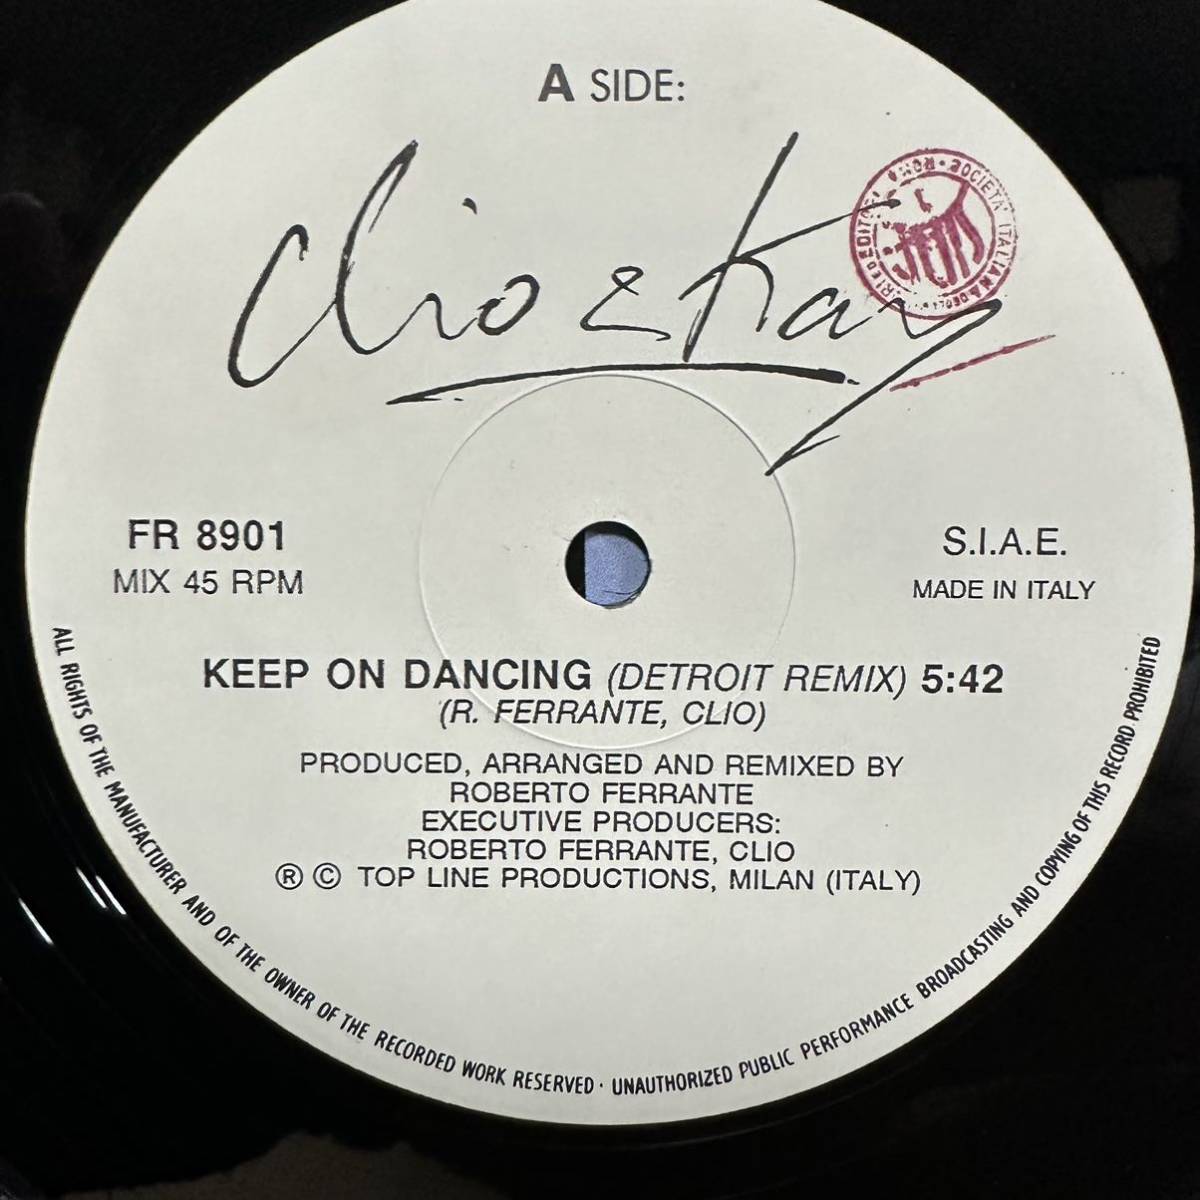 A SIDE:
Clio & Kay
SOCIETA' ITALIANA
ROMA
FR 8901
MIX 45 RPM
S.I.A.E.
MADE IN ITALY
KEEP ON DANCING (DETROIT REMIX) 5:42
(R. FERRANTE, CLIO)
PRODUCED, ARRANGED AND REMIXED BY
ROBERTO FERRANTE
EXECUTIVE PRODUCERS:
ROBERTO FERRANTE, CLIO
® © TOP LINE PRODUCTIONS, MILAN (ITALY)
ALL RIGHTS OF THE MANUFACTURER AND OF THE OWNER OF THE RECORDED WORK RESERVED · UNAUTHORIZED PUBLIC PERFORMANCE BROADCASTING AND COPYING OF THIS RECORD PROHIBITED